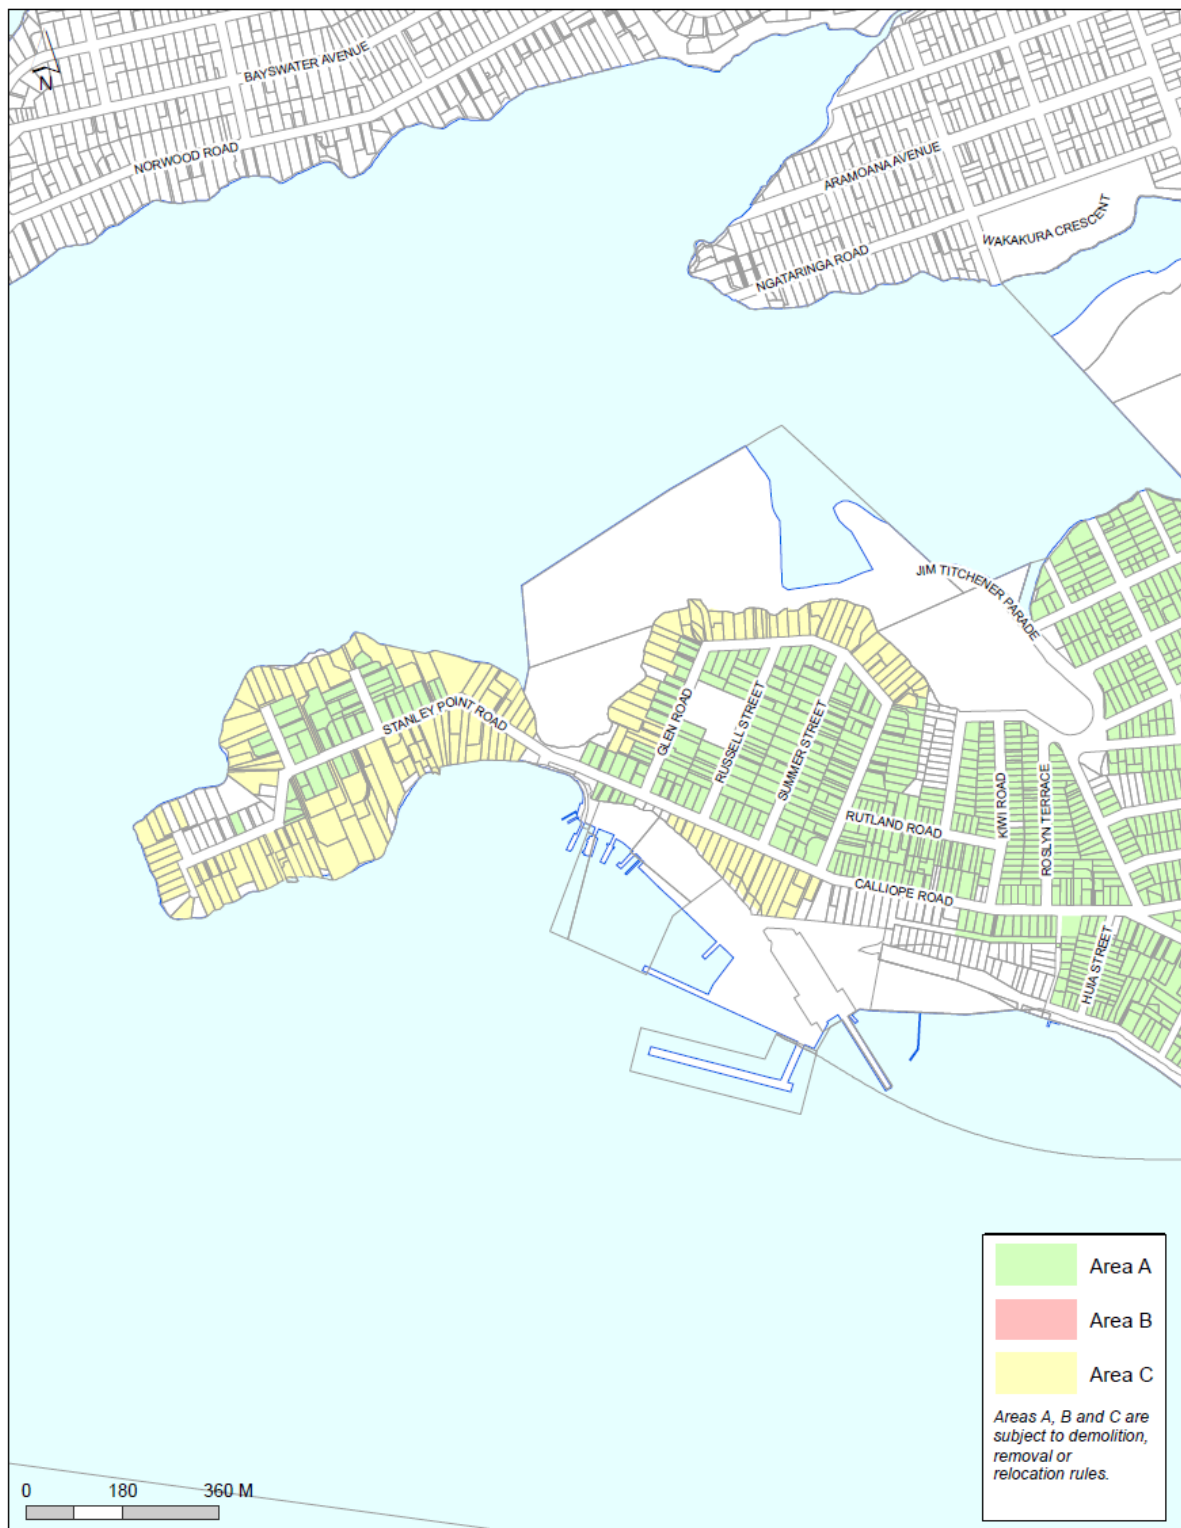 BAYSWATER AVENUE
N
NORWOOD ROAD
ARAMOANA AVENUE
WAKAKURA CRESCENT
NGATARINGA ROAD
JIM TITCHENER PARADE
STANLEY POINT ROAD
GLEN ROAD
RUSSELL STREET
SUMMER STREET
RUTLAND ROAD
KIWI ROAD
ROSLYN TERRACE
CALLIOPE ROAD
HUIA STREET
Area A
Area B
Area C
Areas A, B and C are
subject to demolition,
removal or
relocation rules.
0 180 360 M